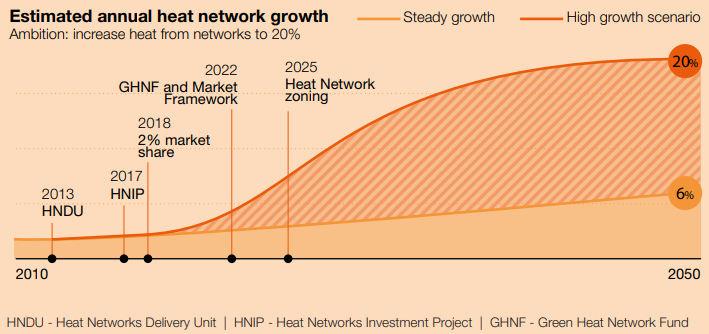 Estimated annual heat network growth
Steady growth
High growth scenario
Ambition: increase heat from networks to 20%
2013
HNDU
2017
HNIP
2018
2% market
share
2022
GHNF and Market
Framework
2025
Heat Network
zoning
20%
6%
2010
2050
HNDU - Heat Networks Delivery Unit | HNIP - Heat Networks Investment Project | GHNF - Green Heat Network Fund